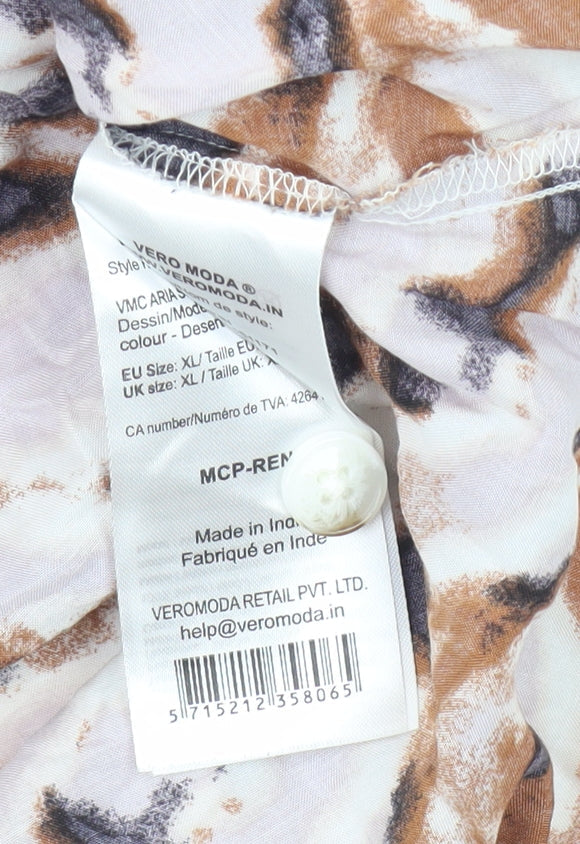 VERO MODA ®
Style N VEROMODA.IN
de style:
VMC ARIA
Dessin/Mode
colour - Deser
EU Size: XL/ Taille EU:
UK size: XL / Taille UK: X
CA number/Numéro de TVA: 4264
MCP-REN
Made in Indi
Fabriqué en Inde
VEROMODA RETAIL PVT. LTD.
help@veromoda.in
5 715212 358065